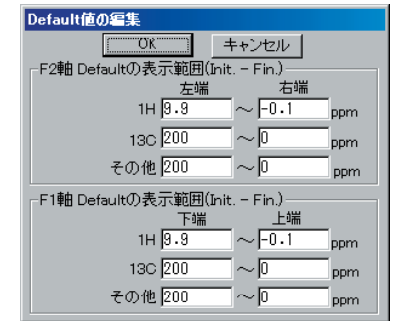 Default値の編集
OK キャンセル
F2軸 Defaultの表示範囲(Init. - Fin.)
左端 右端
1H 9.9 ～ -0.1 ppm
13C 200 ～ 0 ppm
その他 200 ～ 0 ppm
F1軸 Defaultの表示範囲(Init. - Fin.)
下端 上端
1H 9.9 ～ -0.1 ppm
13C 200 ～ 0 ppm
その他 200 ～ 0 ppm